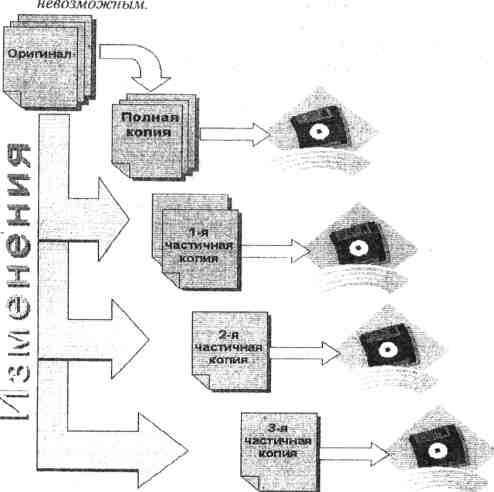 невозможным.
Оригинал
Полная
копия
Изменения
1-я
частичная
копия
2-я
частичная
копия
3-я
частичная
копия